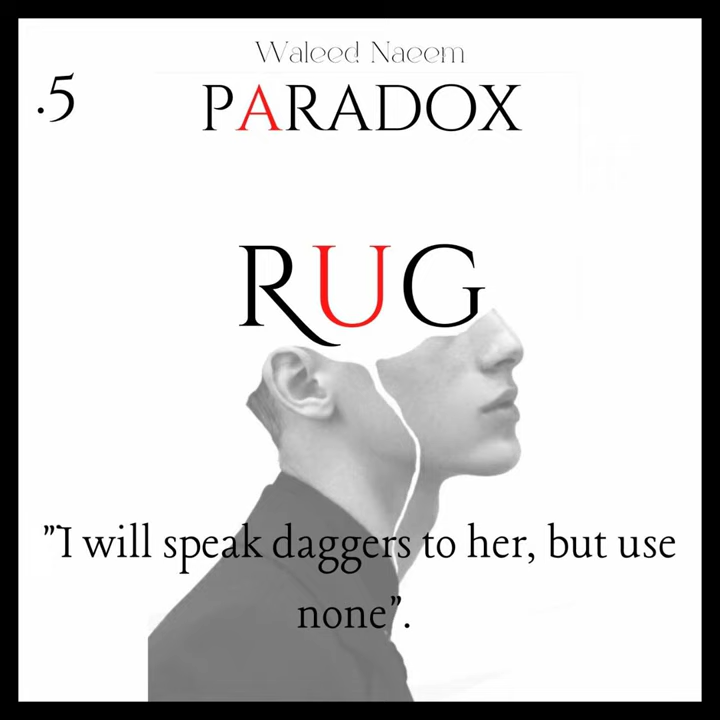 Waleed Naeem
.5
PARADOX
RUG
"I will speak daggers to her, but use
none".